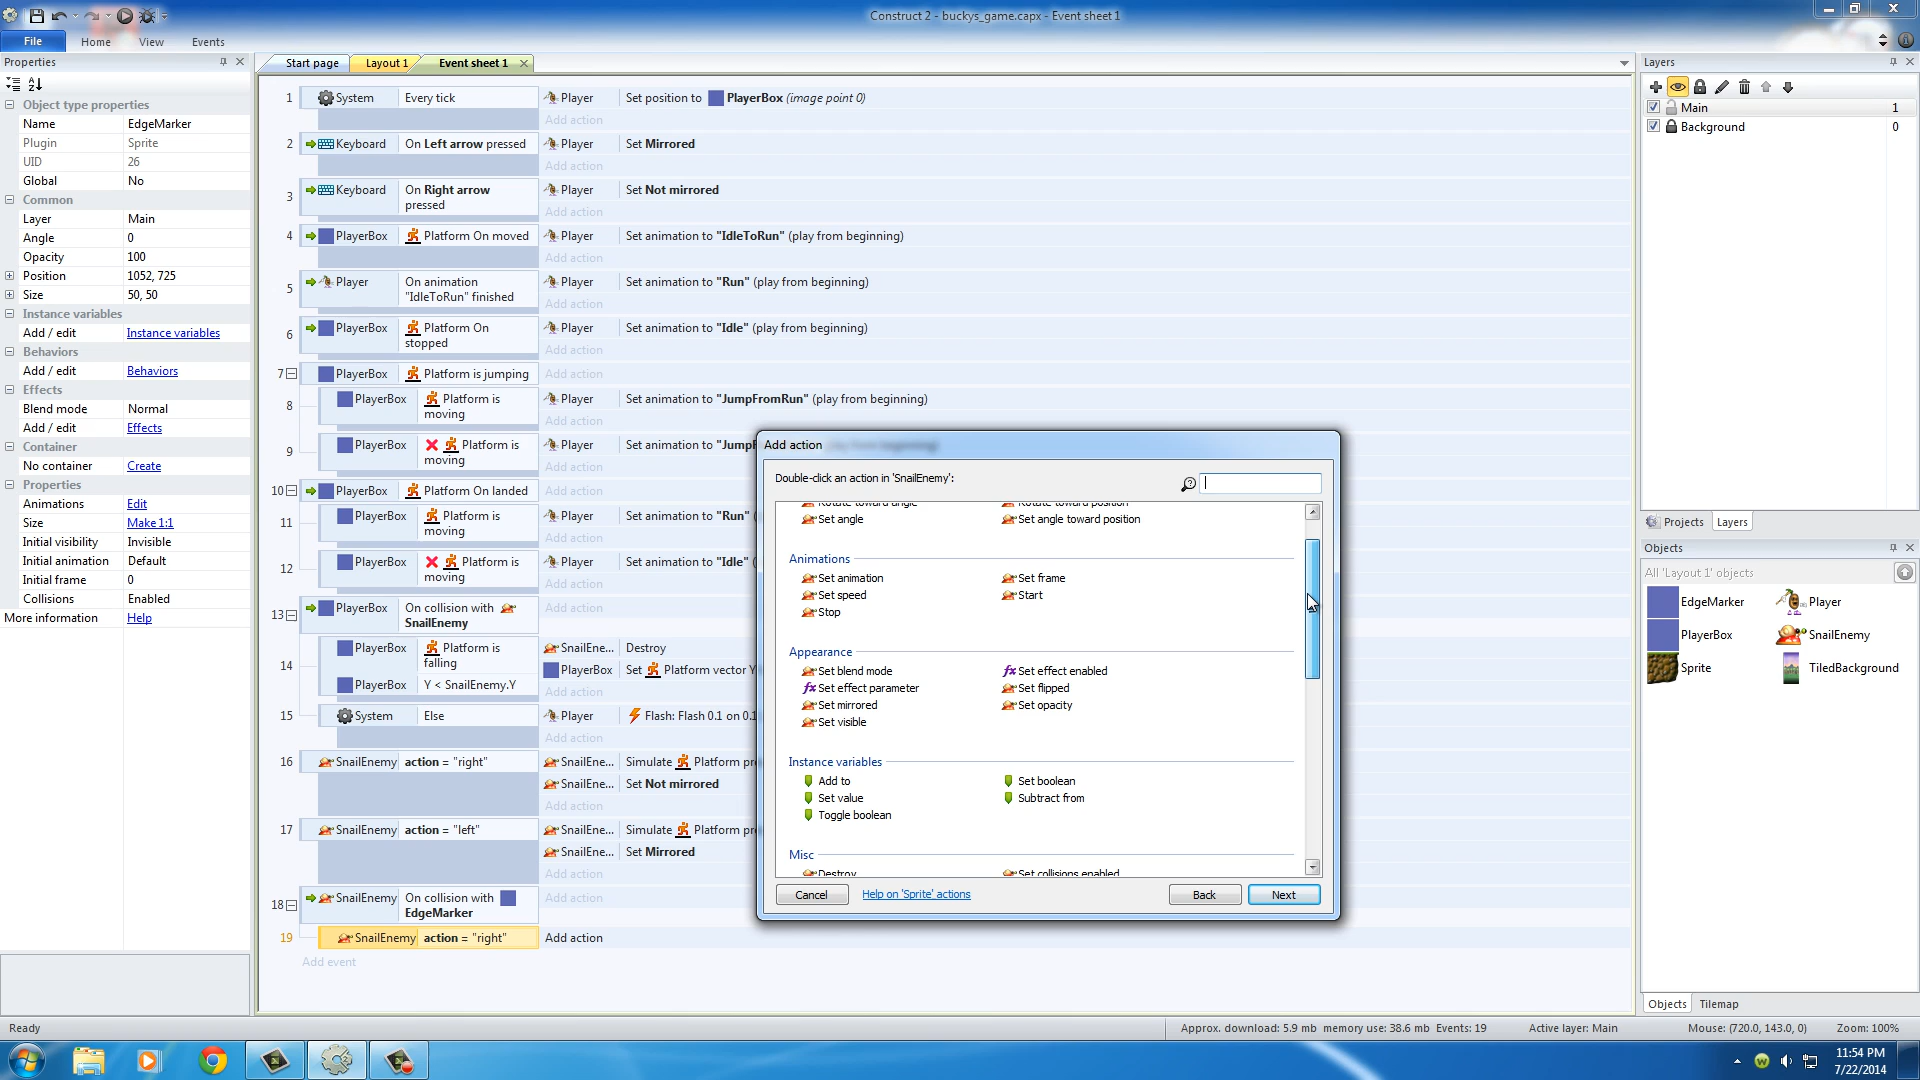 Construct 2 - buckys_game.capx - Event sheet 1
File Home View Events
Properties
Object type properties
Name EdgeMarker
Plugin Sprite
UID 26
Global No
Common
Layer Main
Angle 0
Opacity 100
Position 1052, 725
Size 50, 50
Instance variables
Add / edit Instance variables
Behaviors
Add / edit Behaviors
Effects
Blend mode Normal
Add / edit Effects
Container
No container Create
Properties
Animations Edit
Size Make 1:1
Initial visibility Invisible
Initial animation Default
Initial frame 0
Collisions Enabled
More information Help
Start page Layout 1 Event sheet 1
1 System Every tick Player Set position to PlayerBox (image point 0)
Add action
2 Keyboard On Left arrow pressed Player Set Mirrored
Add action
3 Keyboard On Right arrow pressed Player Set Not mirrored
Add action
4 PlayerBox Platform On moved Player Set animation to "IdleToRun" (play from beginning)
Add action
5 Player On animation "IdleToRun" finished Player Set animation to "Run" (play from beginning)
Add action
6 PlayerBox Platform On stopped Player Set animation to "Idle" (play from beginning)
Add action
7 PlayerBox Platform is jumping Add action
8 PlayerBox Platform is moving Player Set animation to "JumpFromRun" (play from beginning)
Add action
9 PlayerBox Platform is moving Player Set animation to "JumpF
Add action
10 PlayerBox Platform On landed Add action
11 PlayerBox Platform is moving Player Set animation to "Run" (
Add action
12 PlayerBox Platform is moving Player Set animation to "Idle" (
Add action
13 PlayerBox On collision with SnailEnemy Add action
14 PlayerBox Platform is falling SnailEne... Destroy
PlayerBox Set Platform vector Y
PlayerBox Y < SnailEnemy.Y Add action
15 System Else Player Flash: Flash 0.1 on 0.1
Add action
16 SnailEnemy action = "right" SnailEne... Simulate Platform pre
SnailEne... Set Not mirrored
Add action
17 SnailEnemy action = "left" SnailEne... Simulate Platform pre
SnailEne... Set Mirrored
Add action
18 SnailEnemy On collision with EdgeMarker Add action
19 SnailEnemy action = "right" Add action
Add event
Add action
Double-click an action in 'SnailEnemy':
Rotate toward angle Rotate toward position
Set angle Set angle toward position
Animations
Set animation Set frame
Set speed Start
Stop
Appearance
Set blend mode Set effect enabled
Set effect parameter Set flipped
Set mirrored Set opacity
Set visible
Instance variables
Add to Set boolean
Set value Subtract from
Toggle boolean
Misc
Destroy Set collisions enabled
Cancel Help on 'Sprite' actions Back Next
Layers
Main 1
Background 0
Projects Layers
Objects
All 'Layout 1' objects
EdgeMarker Player
PlayerBox SnailEnemy
Sprite TiledBackground
Objects Tilemap
Ready Approx. download: 5.9 mb memory use: 38.6 mb Events: 19 Active layer: Main Mouse: (720.0, 143.0, 0) Zoom: 100%
11:54 PM
7/22/2014